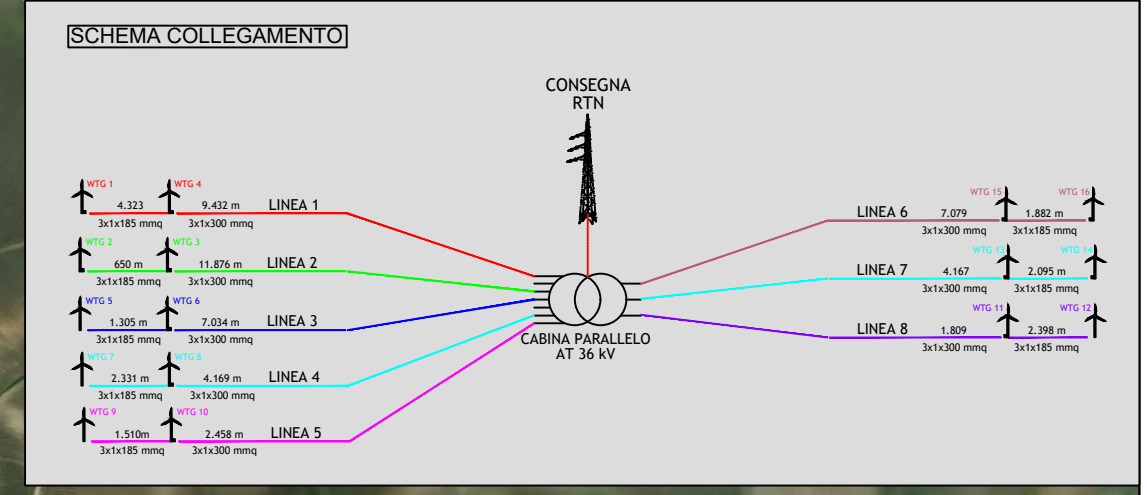 SCHEMA COLLEGAMENTO
CONSEGNA
RTN
WTG 1
WTG 4
4.323
9.432 m
LINEA 1
3x1x185 mmq
3x1x300 mmq
WTG 2
WTG 3
650 m
11.876 m
LINEA 2
3x1x185 mmq
3x1x300 mmq
WTG 5
WTG 6
1.305 m
7.034 m
LINEA 3
3x1x185 mmq
3x1x300 mmq
WTG 7
WTG 8
2.331 m
4.169 m
LINEA 4
3x1x185 mmq
3x1x300 mmq
WTG 9
WTG 10
1.510m
2.458 m
LINEA 5
3x1x185 mmq
3x1x300 mmq
CABINA PARALLELO
AT 36 kV
WTG 15
WTG 16
LINEA 6
7.079
1.882 m
3x1x300 mmq
3x1x185 mmq
WTG 13
WTG 14
LINEA 7
4.167
2.095 m
3x1x300 mmq
3x1x185 mmq
WTG 11
WTG 12
LINEA 8
1.809
2.398 m
3x1x300 mmq
3x1x185 mmq